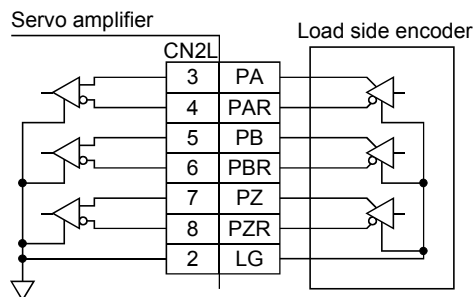 Servo amplifier
Load side encoder
CN2L
3 PA
4 PAR
5 PB
6 PBR
7 PZ
8 PZR
2 LG